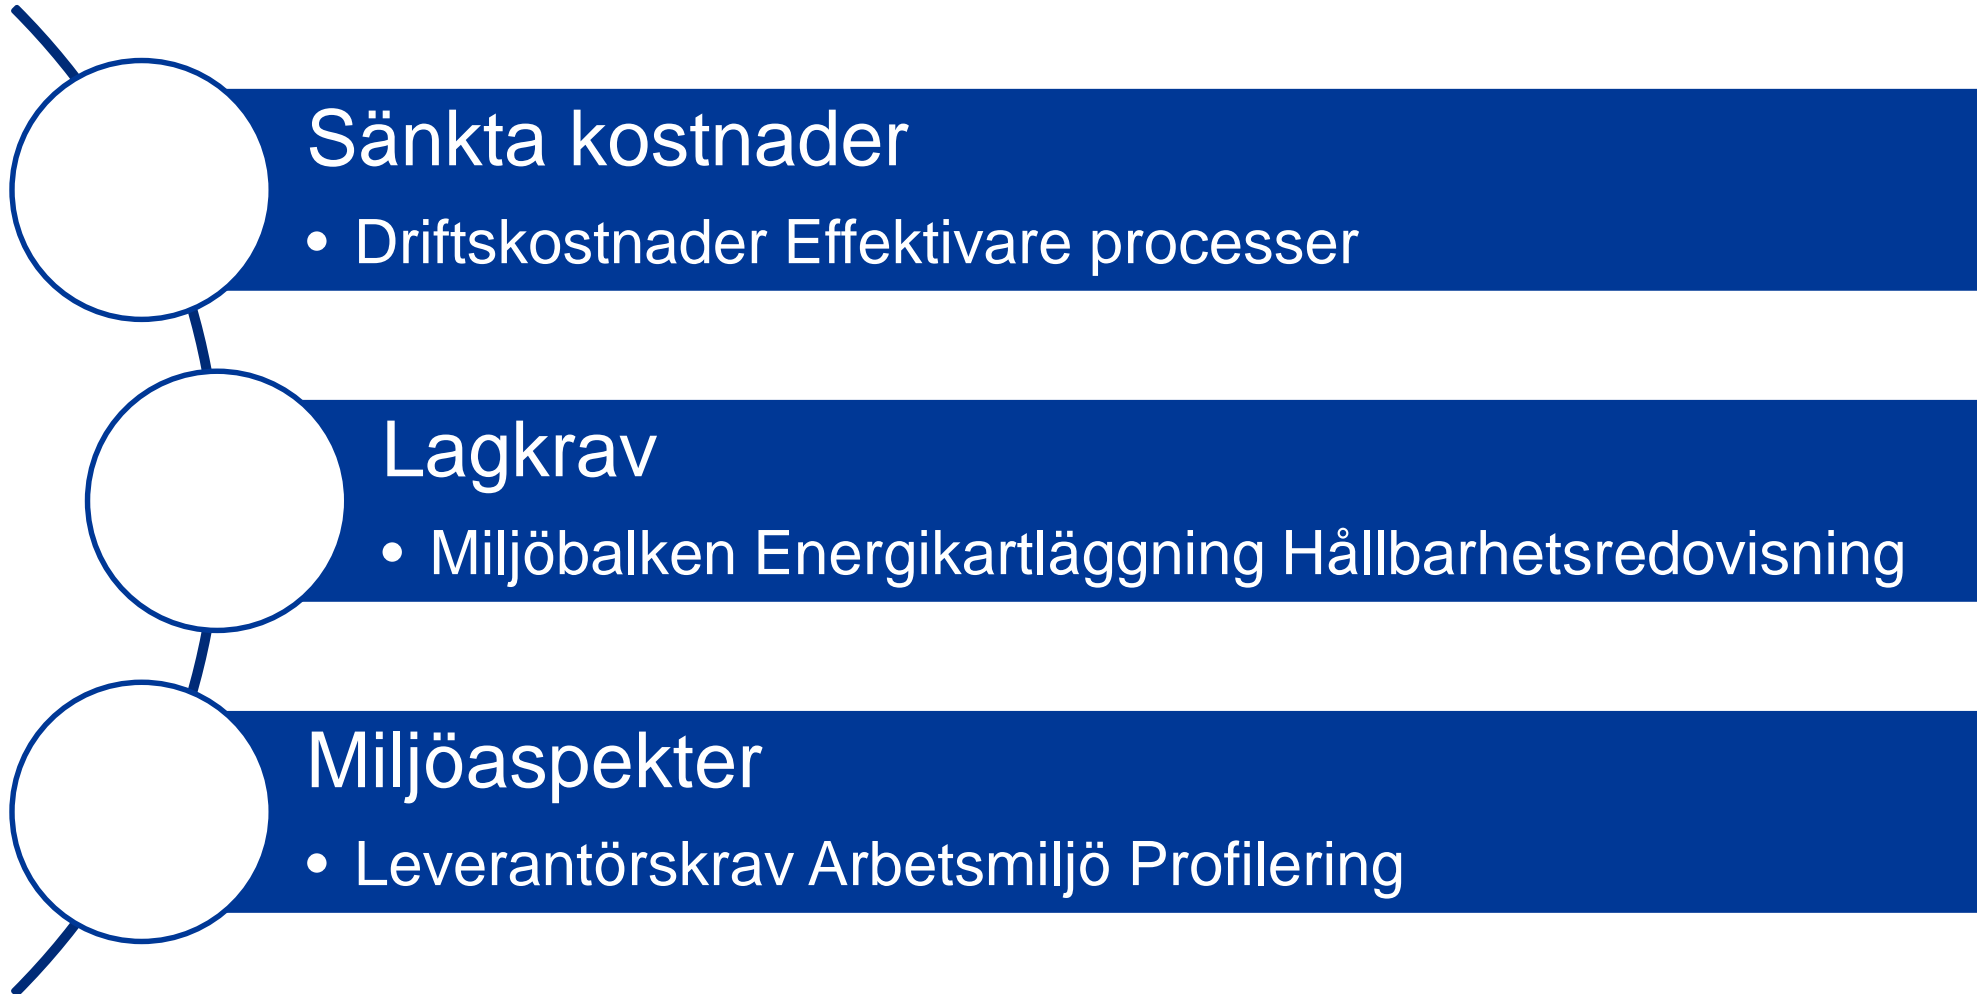 Sänkta kostnader
• Driftskostnader Effektivare processer
Lagkrav
• Miljöbalken Energikartläggning Hållbarhetsredovisning
Miljöaspekter
• Leverantörskrav Arbetsmiljö Profilering